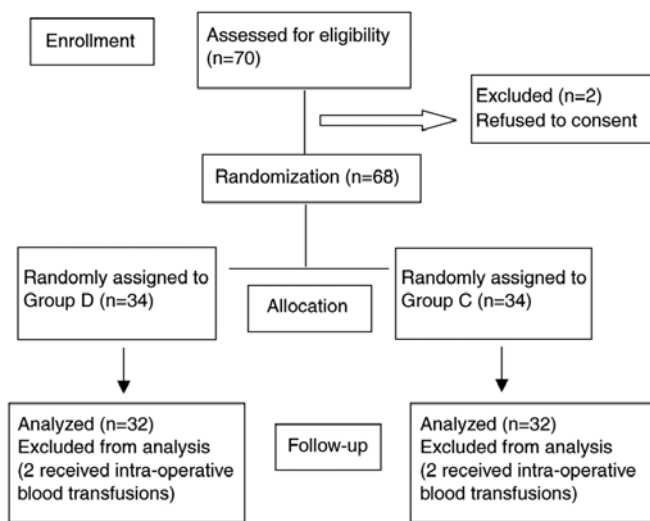 Enrollment
Assessed for eligibility
(n=70)
Excluded (n=2)
Refused to consent
Randomization (n=68)
Randomly assigned to
Group D (n=34)
Allocation
Randomly assigned to
Group C (n=34)
Analyzed (n=32)
Excluded from analysis
(2 received intra-operative
blood transfusions)
Follow-up
Analyzed (n=32)
Excluded from analysis
(2 received intra-operative
blood transfusions)